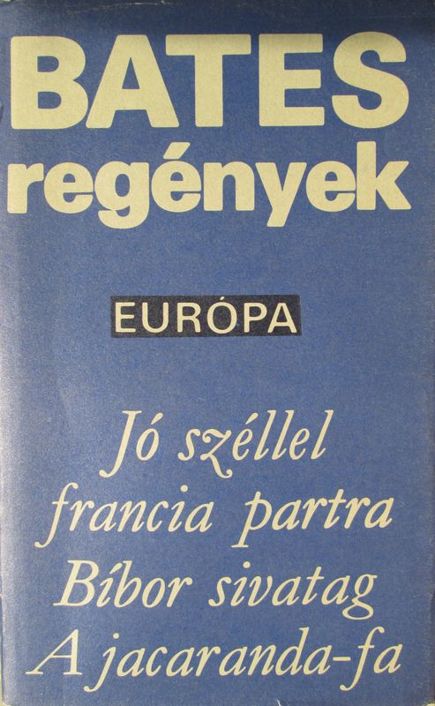 BATES
regények
EURÓPA
Jó széllel
francia partra
Bíbor sivatag
A jacaranda-fa